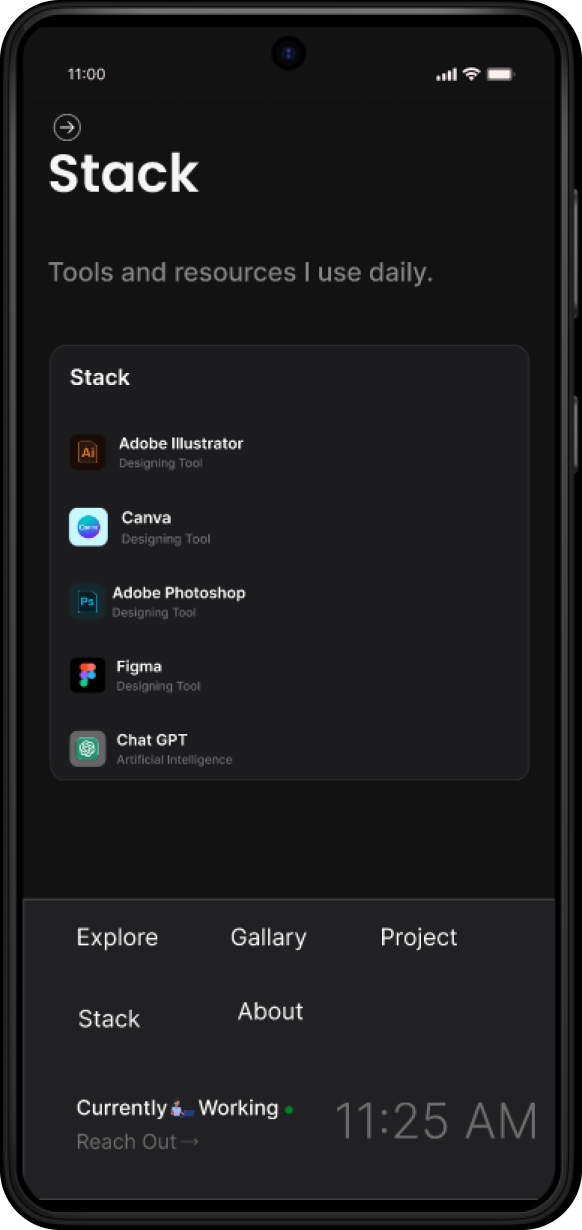 11:00
Stack
Tools and resources I use daily.
Stack
Ai
Adobe Illustrator
Designing Tool
Canva
Canva
Designing Tool
Ps
Adobe Photoshop
Designing Tool
Figma
Designing Tool
Chat GPT
Artificial Intelligence
Explore Gallary Project
Stack About
Currently Working
Reach Out→
11:25 AM